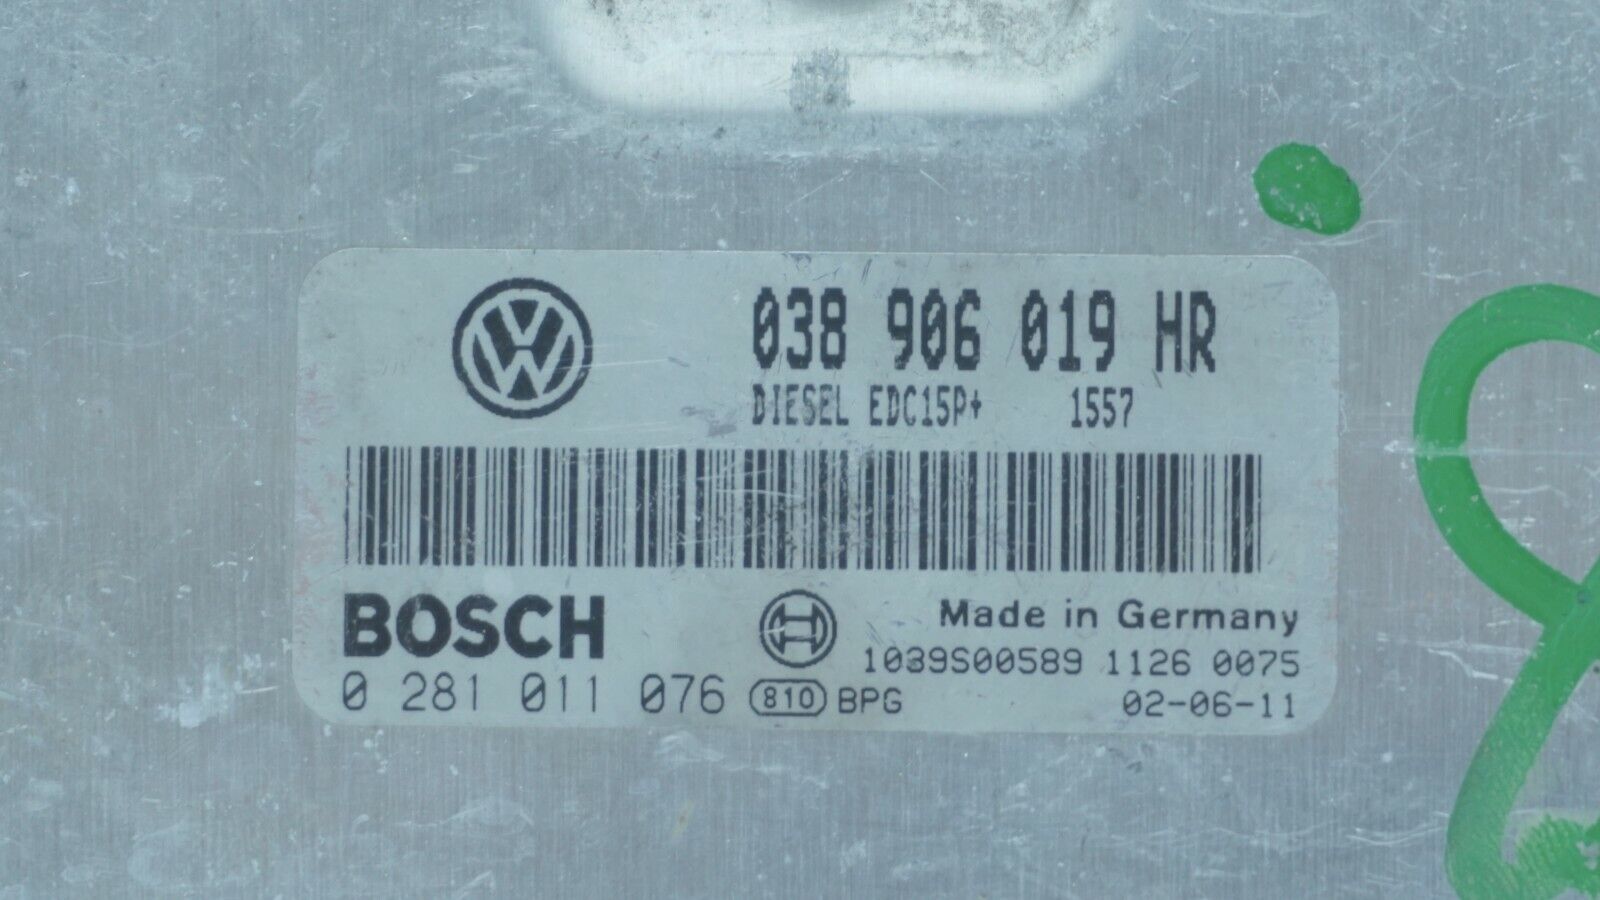 038 906 019 HR
DIESEL EDC15P+ 1557
BOSCH
Made in Germany
1039S00589 1126 0075
0 281 011 076 810 BPG 02-06-11